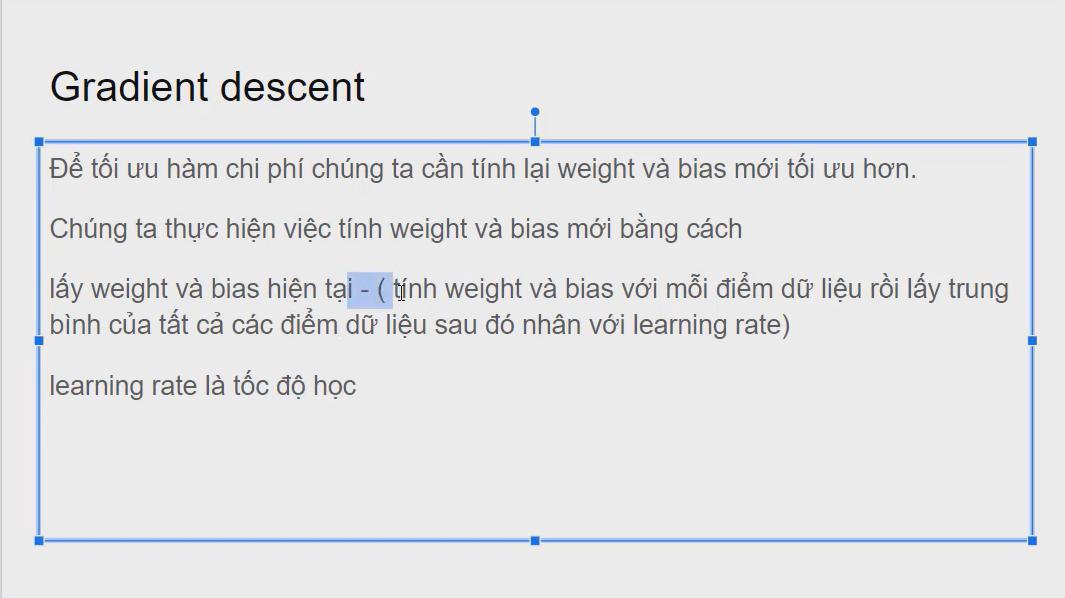 Gradient descent
Để tối ưu hàm chi phí chúng ta cần tính lại weight và bias mới tối ưu hơn.
Chúng ta thực hiện việc tính weight và bias mới bằng cách
lấy weight và bias hiện tại - ( tính weight và bias với mỗi điểm dữ liệu rồi lấy trung
bình của tất cả các điểm dữ liệu sau đó nhân với learning rate)
learning rate là tốc độ học